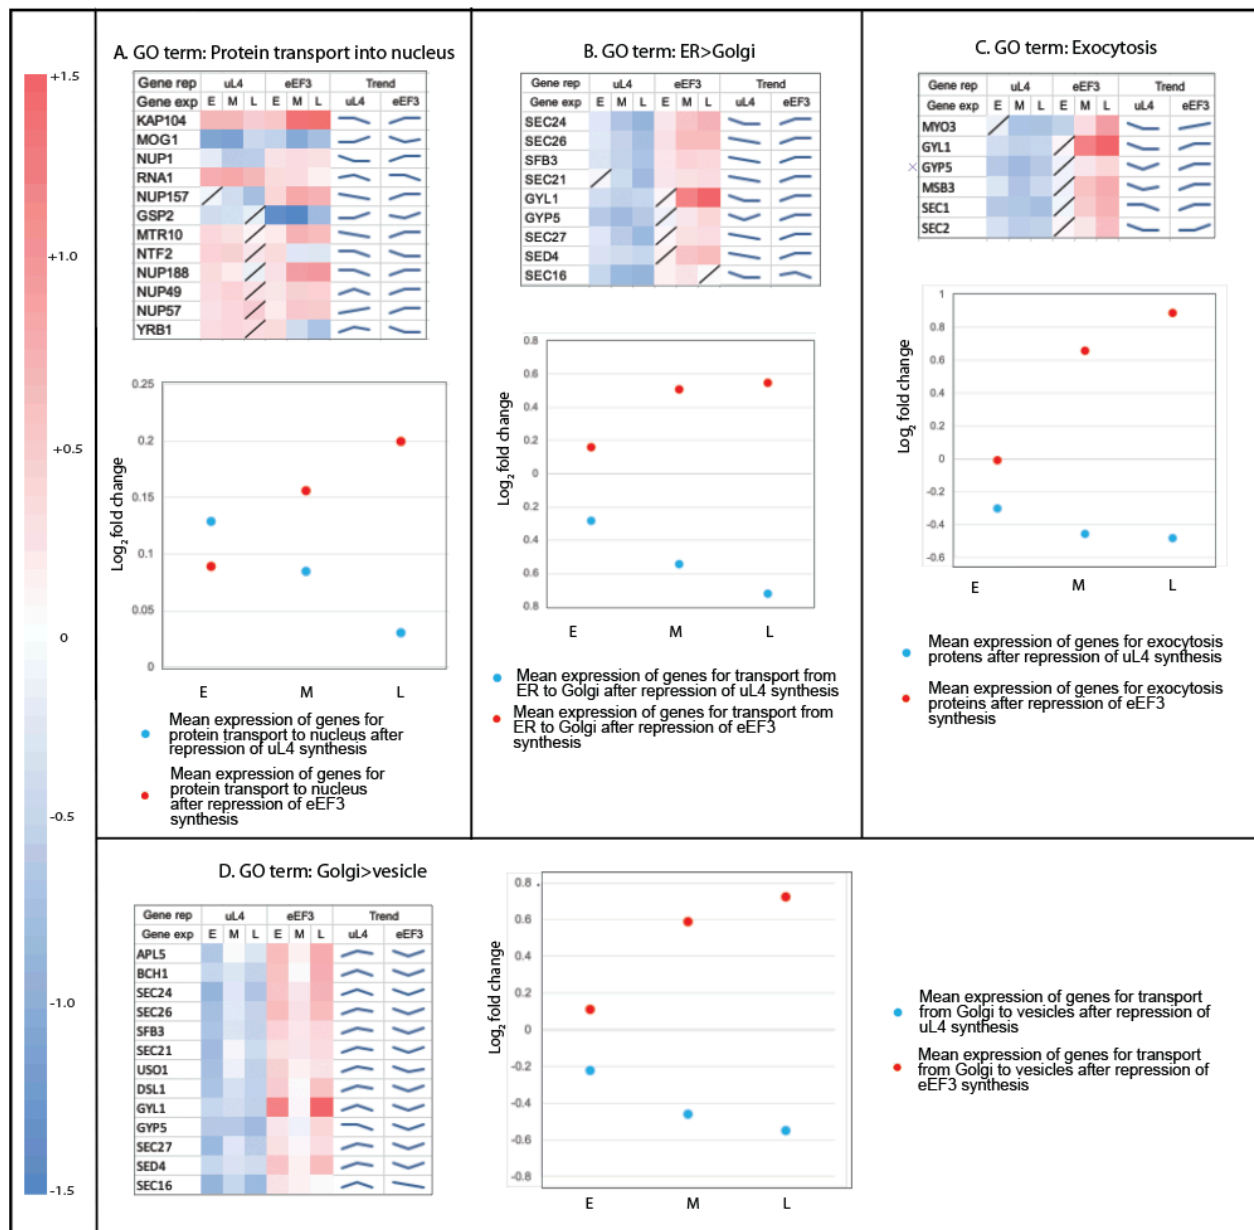 +1.5
+1.0
+0.5
0
-0.5
-1.0
-1.5
A. GO term: Protein transport into nucleus
Gene rep uL4 eEF3 Trend
Gene exp E M L E M L uL4 eEF3
KAP104
MOG1
NUP1
RNA1
NUP157
GSP2
MTR10
NTF2
NUP188
NUP49
NUP57
YRB1
0.25
0.2
0.15
0.1
0.05
0
Log2 fold change
E M L
Mean expression of genes for
protein transport to nucleus after
repression of uL4 synthesis
Mean expression of genes for
protein transport to nucleus
after repression of eEF3
synthesis
B. GO term: ER>Golgi
Gene rep uL4 eEF3 Trend
Gene exp E M L E M L uL4 eEF3
SEC24
SEC26
SFB3
SEC21
GYL1
GYP5
SEC27
SED4
SEC16
0.8
0.6
0.4
0.2
0
0.2
0.4
0.6
0.8
Log2 fold change
E M L
Mean expression of genes for transport from
ER to Golgi after repression of uL4 synthesis
Mean expression of genes for transport from
ER to Golgi after repression of eEF3
synthesis
C. GO term: Exocytosis
Gene rep uL4 eEF3 Trend
Gene exp E M L E M L uL4 eEF3
MYO3
GYL1
GYP5
MSB3
SEC1
SEC2
1
0.8
0.6
0.4
0.2
0
-0.2
-0.4
-0.6
Log2 fold change
E M L
Mean expression of genes for exocytosis
protens after repression of uL4 synthesis
Mean expression of genes for exocytosis
proteins after repression of eEF3
synthesis
D. GO term: Golgi>vesicle
Gene rep uL4 eEF3 Trend
Gene exp E M L E M L uL4 eEF3
APL5
BCH1
SEC24
SEC26
SFB3
SEC21
USO1
DSL1
GYL1
GYP5
SEC27
SED4
SEC16
0.8
0.6
0.4
0.2
0
-0.2
-0.4
-0.6
-0.8
Log2 fold change
E M L
Mean expression of genes for transport
from Golgi to vesicles after repression of
uL4 synthesis
Mean expression of genes for transport
from Golgi to vesicles after repression of
eEF3 synthesis